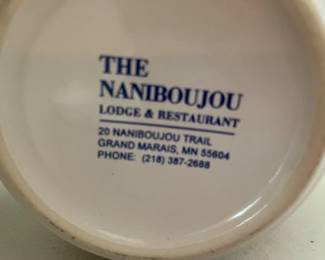 THE
NANIBOUJOU
LODGE & RESTAURANT
20 NANIBOUJOU TRAIL
GRAND MARAIS, MN 55604
PHONE: (218) 387-2688